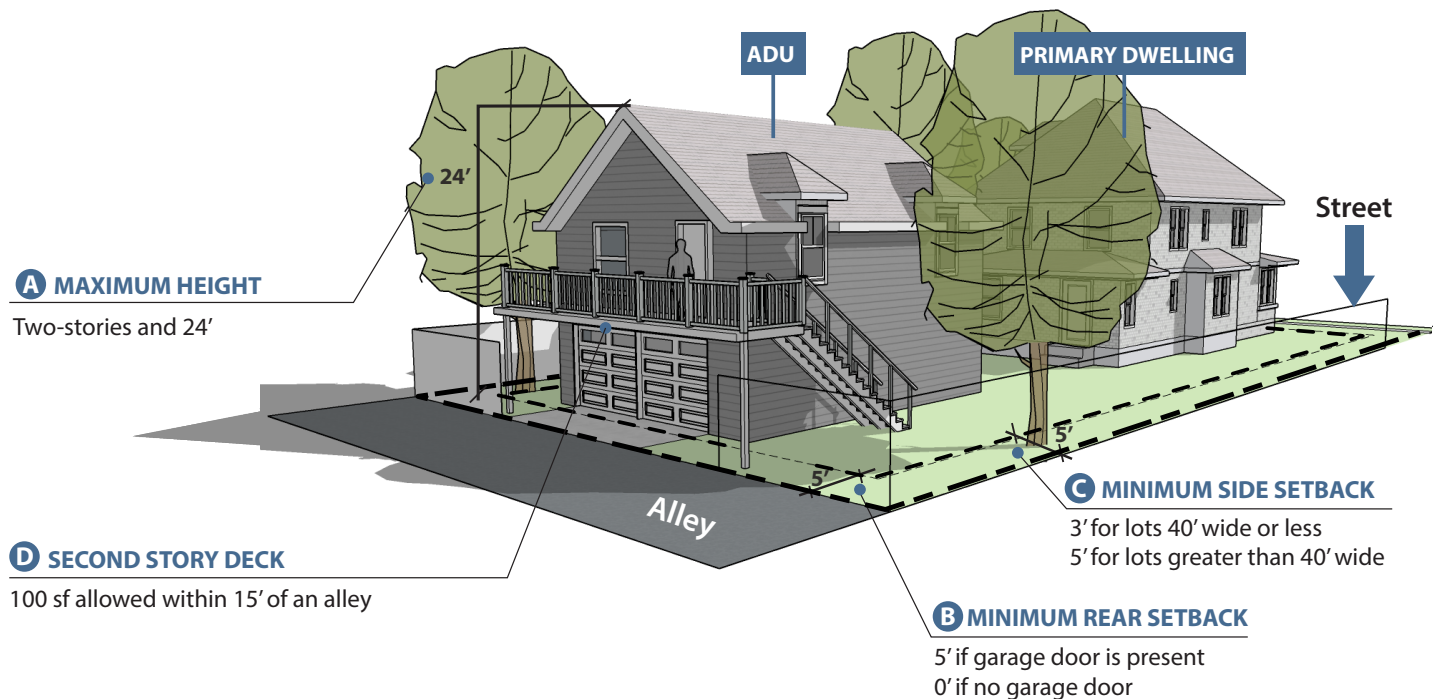 ADU
PRIMARY DWELLING
24’
Street
A MAXIMUM HEIGHT
Two-stories and 24’
5’
5’
Alley
C MINIMUM SIDE SETBACK
3’ for lots 40’ wide or less
5’ for lots greater than 40’ wide
D SECOND STORY DECK
100 sf allowed within 15’ of an alley
B MINIMUM REAR SETBACK
5’ if garage door is present
0’ if no garage door